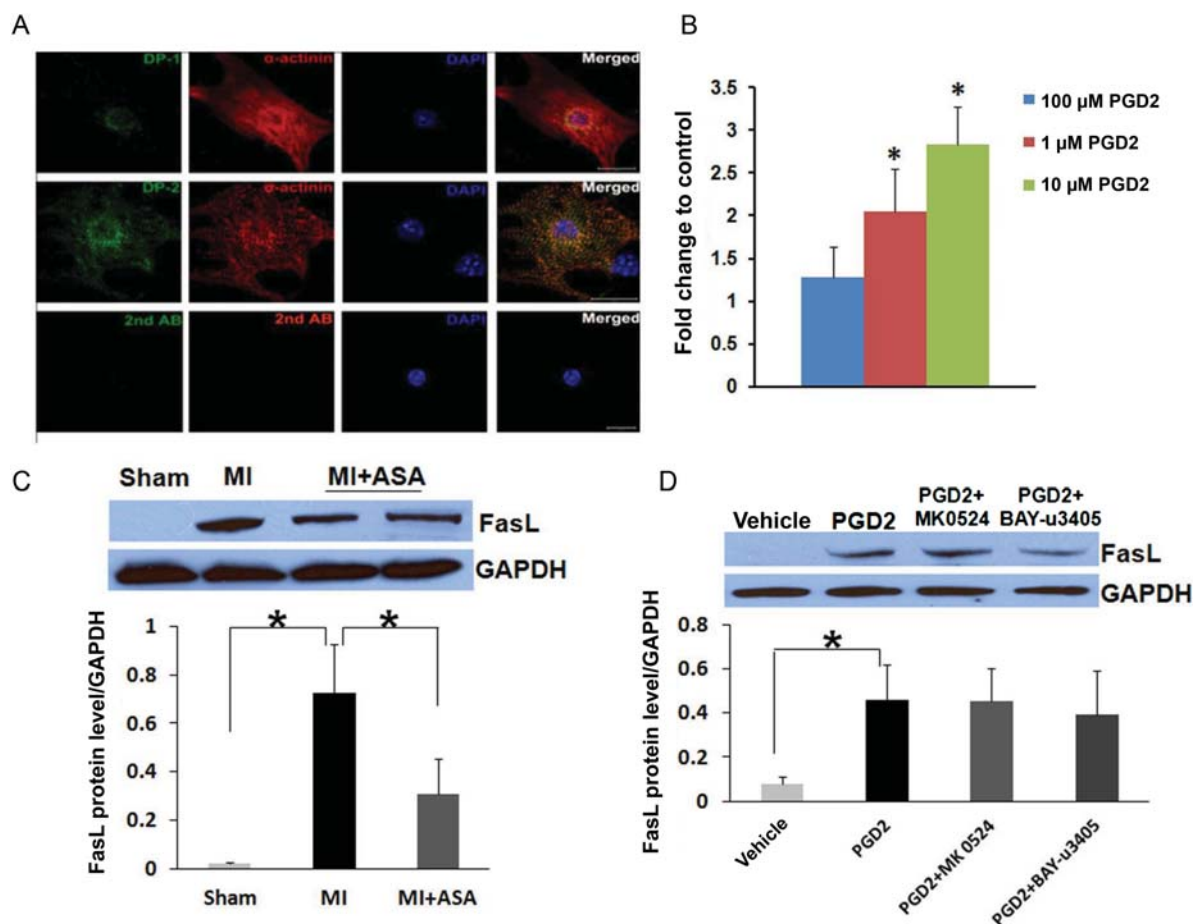 A
DP-1 α-actinin DAPI Merged
DP-2 α-actinin DAPI Merged
2nd AB 2nd AB DAPI Merged
B
Fold change to control
3.5
3
2.5
2
1.5
1
0.5
0
*
*
100 µM PGD2
1 µM PGD2
10 µM PGD2
C
Sham MI MI+ASA
FasL
GAPDH
FasL protein level/GAPDH
1
0.8
0.6
0.4
0.2
0
* *
Sham MI MI+ASA
D
Vehicle PGD2 PGD2+ PGD2+
MK0524 BAY-u3405
FasL
GAPDH
FasL protein level/GAPDH
0.8
0.6
0.4
0.2
0
*
Vehicle
PGD2
PGD2+MK 0524
PGD2+BAY-u3405